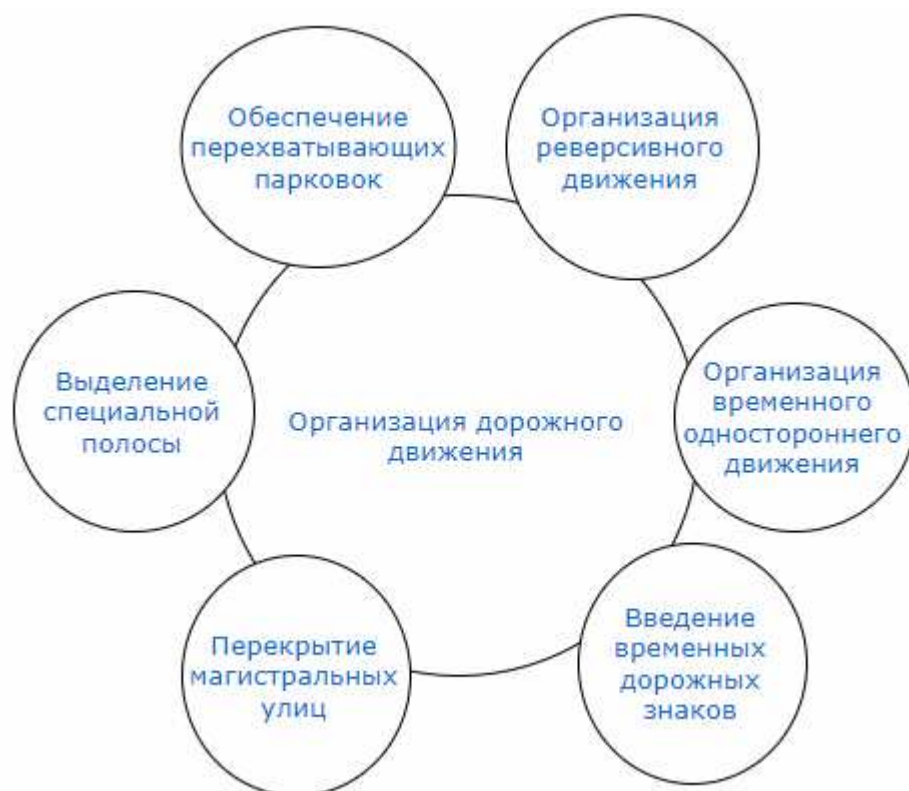 Обеспечение
перехватывающих
парковок
Организация
реверсивного
движения
Выделение
специальной
полосы
Организация дорожного
движения
Организация
временного
одностороннего
движения
Перекрытие
магистральных
улиц
Введение
временных
дорожных
знаков